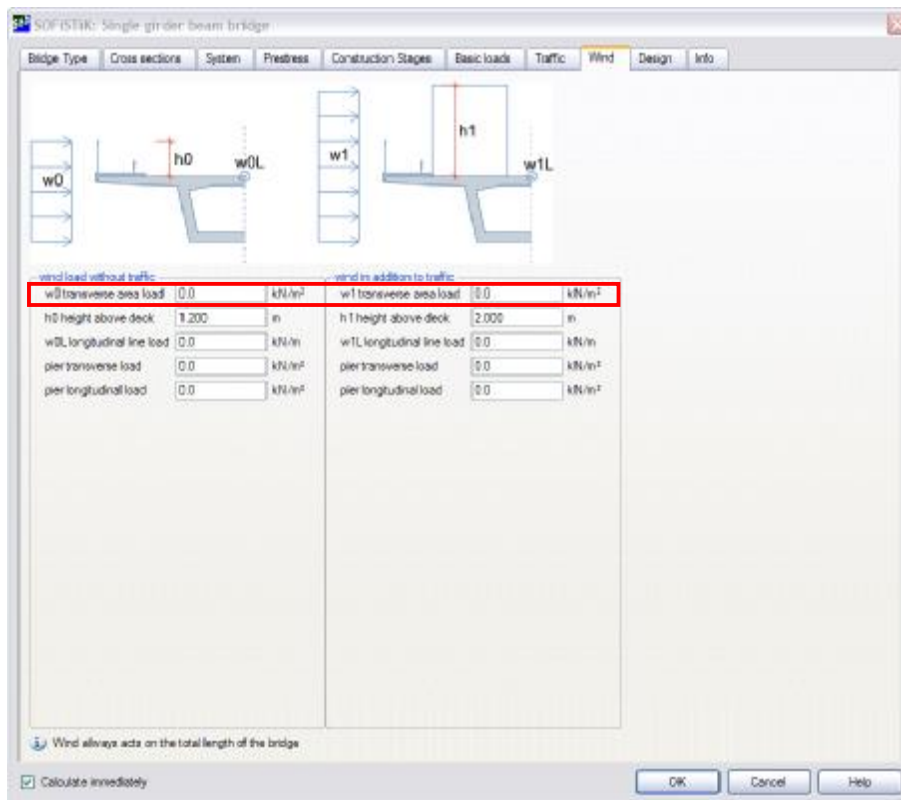 SOFiSTiK: Single girder beam bridge
Bridge Type Cross sections System Prestress Construction Stages Basic loads Traffic Wind Design Info
h0 w0L w0
h1 w1 w1L
wind load without traffic wind in addition to traffic
w0 transverse area load 0.0 kN/m² w1 transverse area load 0.0 kN/m²
h0 height above deck 1.200 m h1 height above deck 2.000 m
w0L longitudinal line load 0.0 kN/m w1L longitudinal line load 0.0 kN/m
pier transverse load 0.0 kN/m² pier transverse load 0.0 kN/m²
pier longitudinal load 0.0 kN/m² pier longitudinal load 0.0 kN/m²
Wind allways acts on the total length of the bridge
Calculate immediately OK Cancel Help